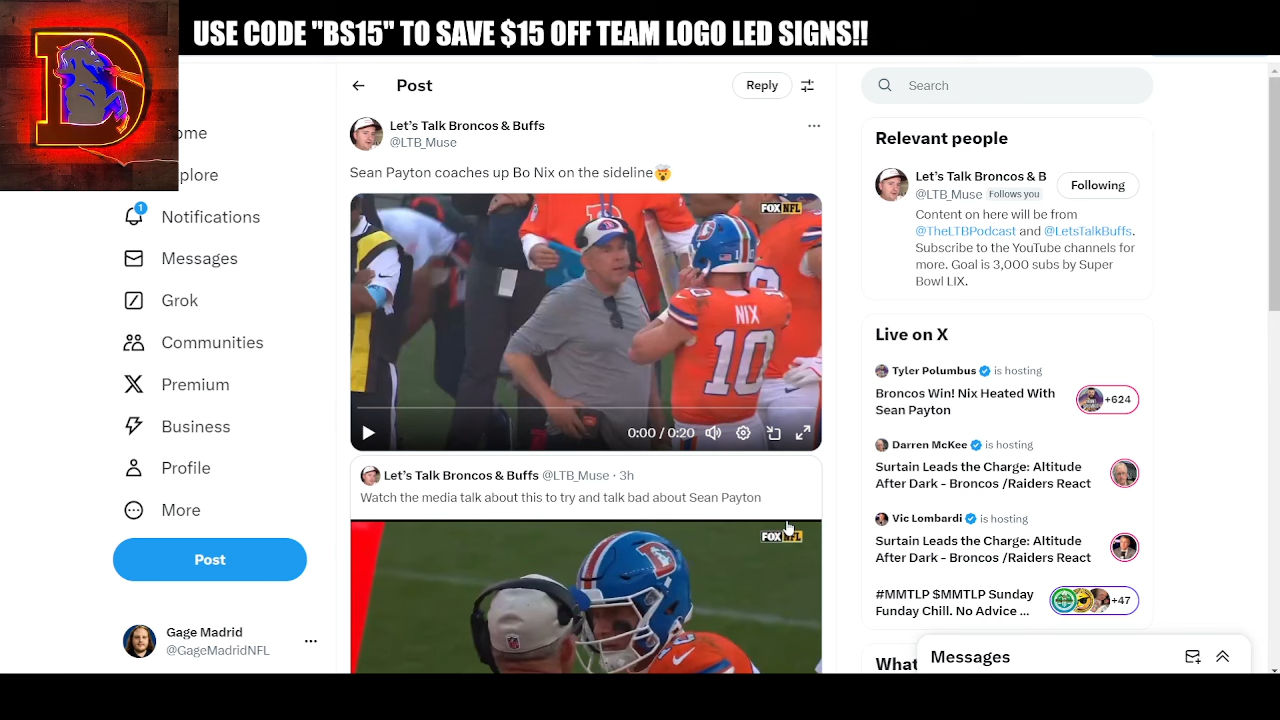 USE CODE "BS15" TO SAVE $15 OFF TEAM LOGO LED SIGNS!!
D
Post
Reply
Search
Let's Talk Broncos & Buffs
@LTB_Muse
Sean Payton coaches up Bo Nix on the sideline🤯
FOX NFL
NIX
10
0:00 / 0:20
Let's Talk Broncos & Buffs @LTB_Muse · 3h
Watch the media talk about this to try and talk bad about Sean Payton
FOX NFL
ome
xplore
1
Notifications
Messages
Grok
Communities
Premium
Business
Profile
More
Post
Gage Madrid
@GageMadridNFL
Relevant people
Let's Talk Broncos & B
@LTB_Muse Follows you
Following
Content on here will be from
@TheLTBPodcast and @LetsTalkBuffs.
Subscribe to the YouTube channels for
more. Goal is 3,000 subs by Super
Bowl LIX.
Live on X
Tyler Polumbus is hosting
Broncos Win! Nix Heated With
Sean Payton
+624
Darren McKee is hosting
Surtain Leads the Charge: Altitude
After Dark - Broncos /Raiders React
Vic Lombardi is hosting
Surtain Leads the Charge: Altitude
After Dark - Broncos /Raiders React
#MMTLP $MMTLP Sunday
Funday Chill. No Advice ...
+47
What
Messages